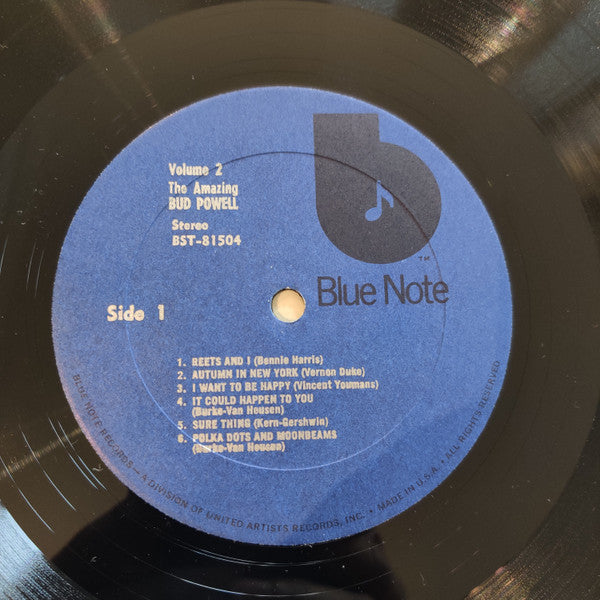 Volume 2
The Amazing
BUD POWELL
Stereo
BST-81504
b
TM
Blue Note
Side 1
1. REETS AND I (Bennie Harris)
2. AUTUMN IN NEW YORK (Vernon Duke)
3. I WANT TO BE HAPPY (Vincent Youmans)
4. IT COULD HAPPEN TO YOU
(Burke-Van Heusen)
5. SURE THING (Kern-Gershwin)
6. POLKA DOTS AND MOONBEAMS
(Burke-Van Heusen)
BLUE NOTE RECORDS — A DIVISION OF UNITED ARTISTS RECORDS, INC. • MADE IN U.S.A. • ALL RIGHTS RESERVED